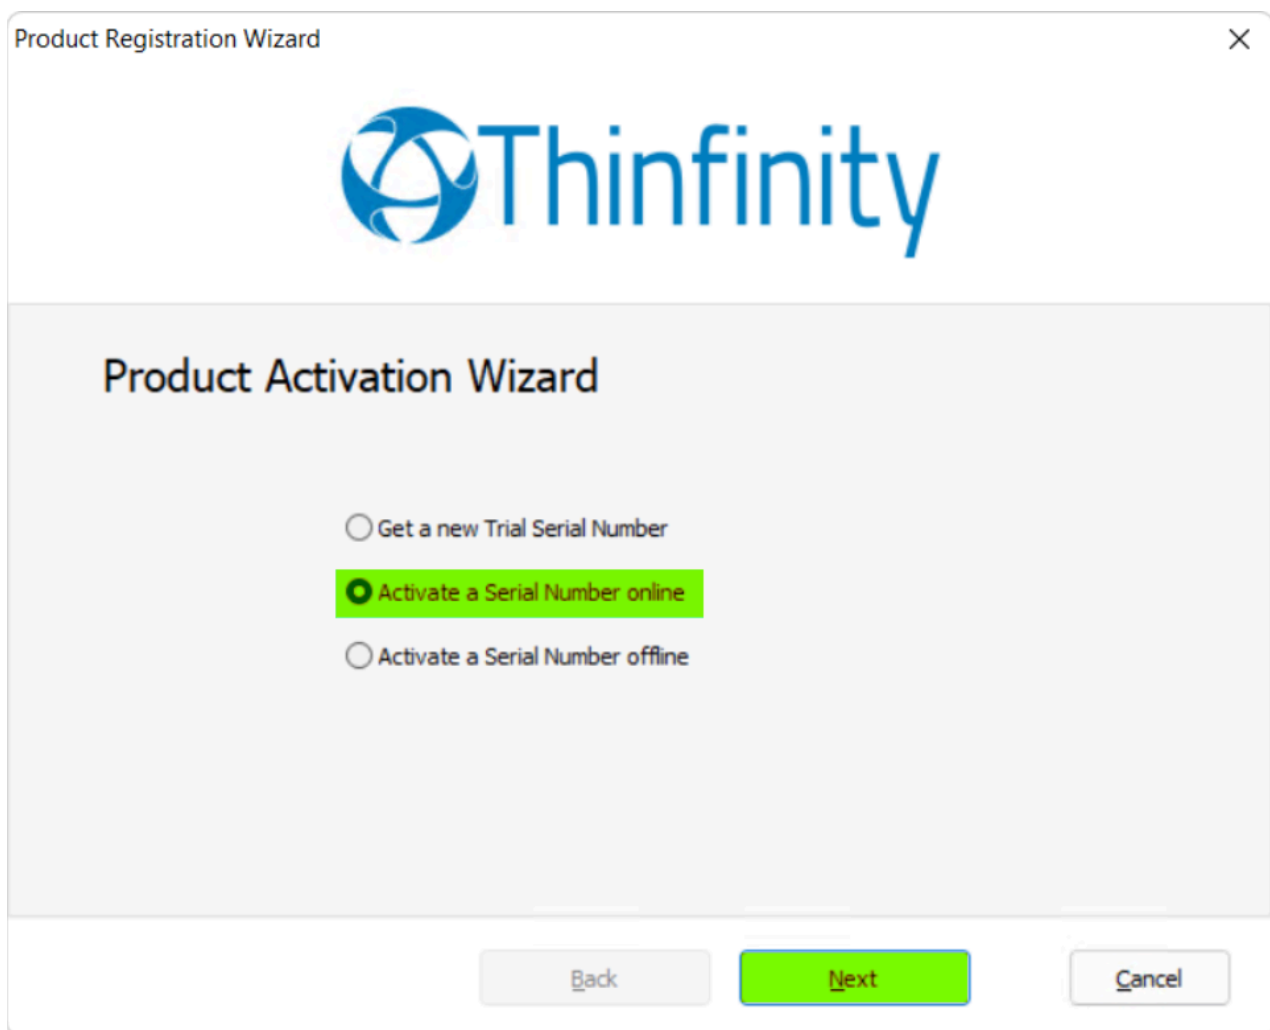 Product Registration Wizard
Thinfinity
Product Activation Wizard
Get a new Trial Serial Number
Activate a Serial Number online
Activate a Serial Number offline
Back Next Cancel